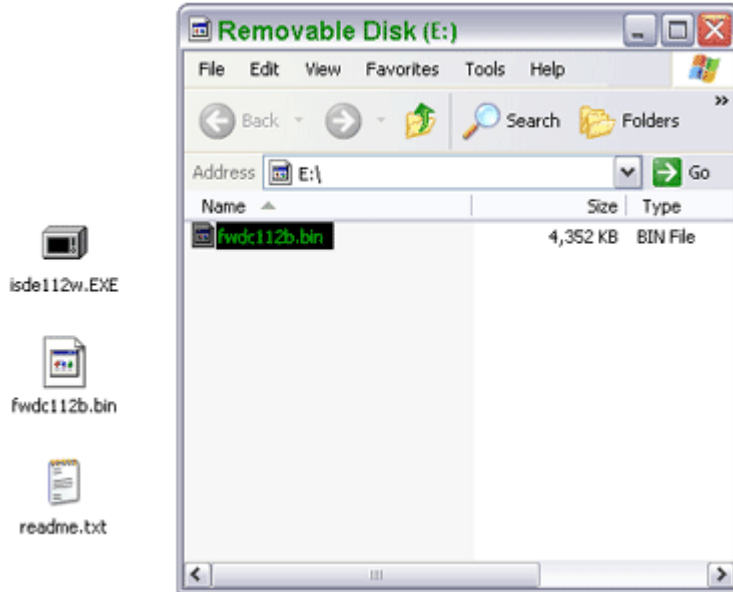 Removable Disk (E:)
File Edit View Favorites Tools Help
Back Search Folders »
Address E:\ Go
Name Size Type
fwdc112b.bin 4,352 KB BIN File
isde112w.EXE
fwdc112b.bin
readme.txt